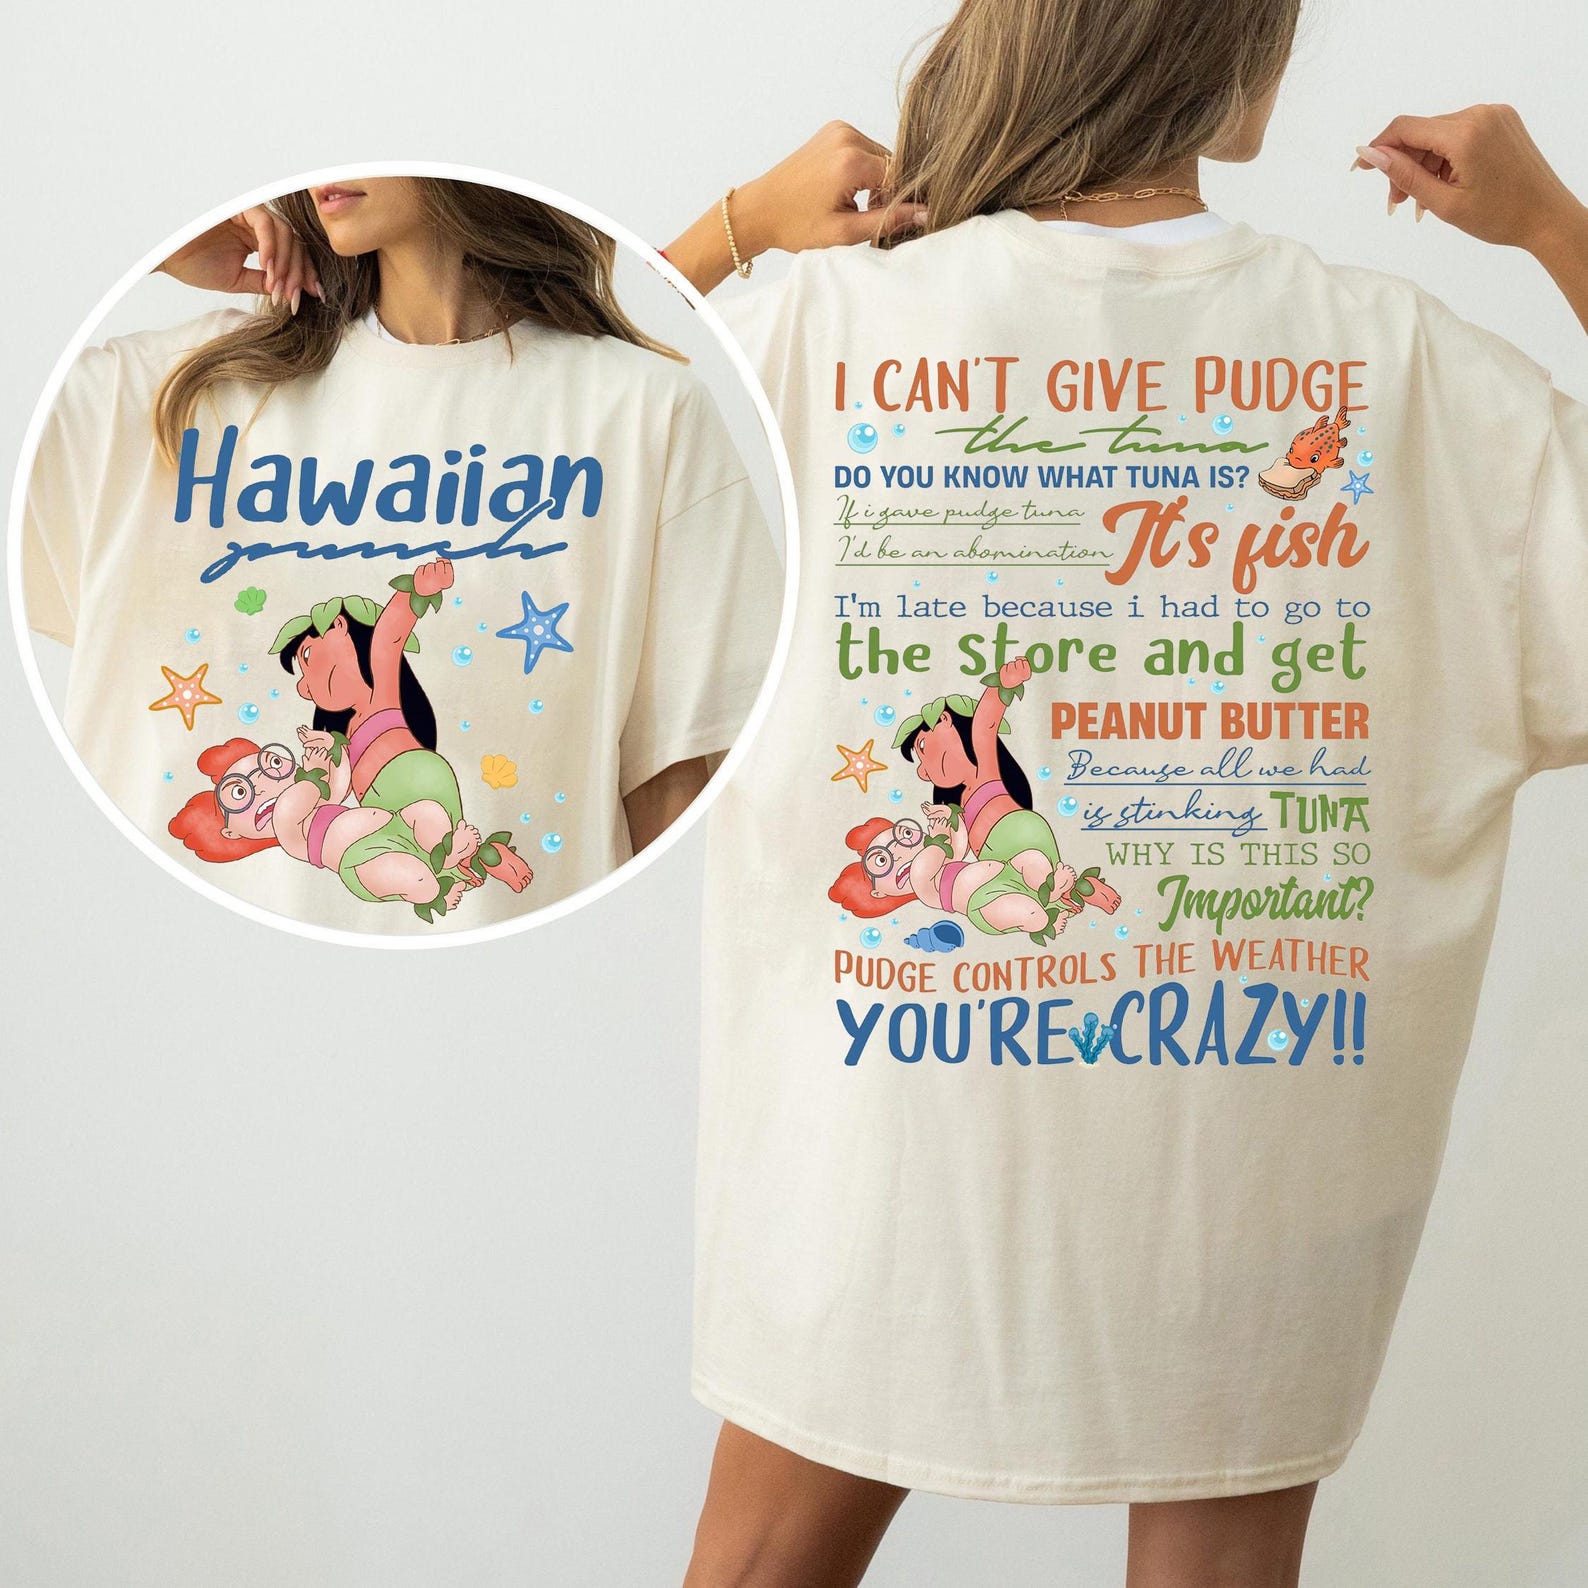 Hawaiian
punch
I CAN'T GIVE PUDGE
the tuna
DO YOU KNOW WHAT TUNA IS?
If i gave pudge tuna
I'd be an abomination
It's fish
I'm late because i had to go to
the store and get
PEANUT BUTTER
Because all we had
is stinking TUNA
WHY IS THIS SO
Important?
PUDGE CONTROLS THE WEATHER
YOU'RE CRAZY!!